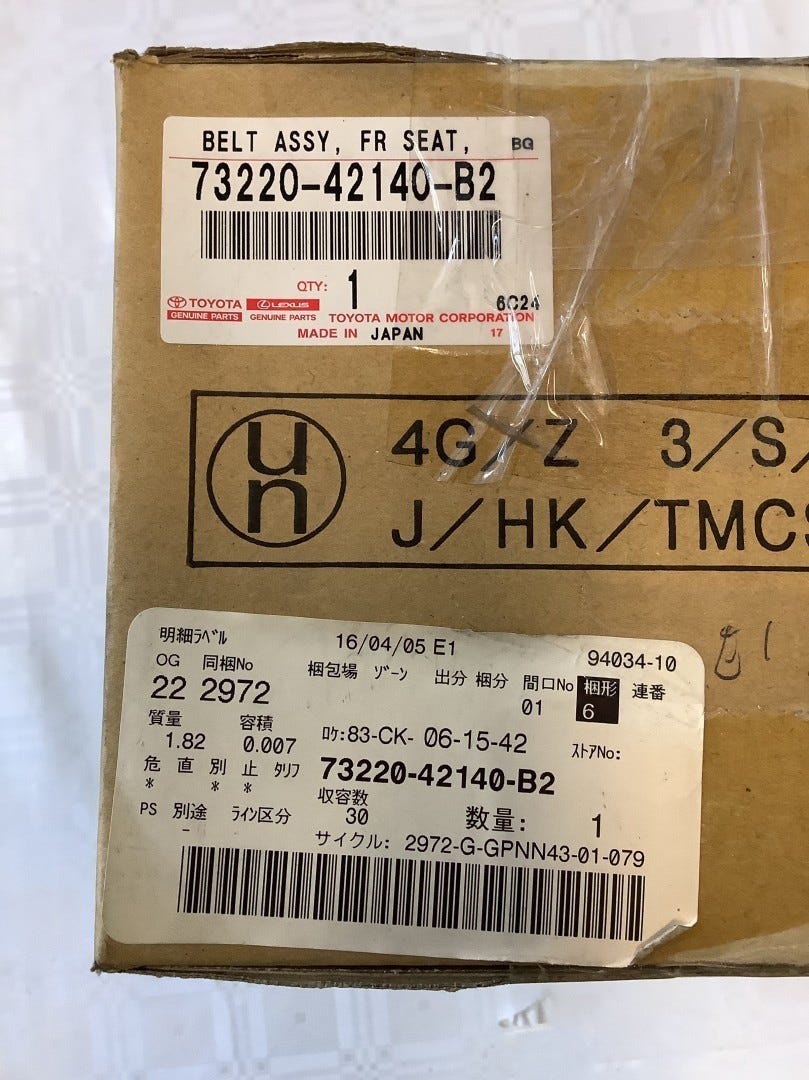 BELT ASSY, FR SEAT, BG
73220-42140-B2
QTY: 1
TOYOTA LEXUS 6C24
GENUINE PARTS GENUINE PARTS TOYOTA MOTOR CORPORATION
MADE IN JAPAN 17
un 4G/Z 3/S/
J/HK/TMCS
明細ラベル 16/04/05 E1 94034-10
OG 同梱No 梱包場 ゾーン 出分 梱分 間口No 梱形 連番
22 2972 01 6
質量 容積
1.82 0.007 ロケ:83-CK- 06-15-42 ストアNo:
危 直 別 止 タリフ 73220-42140-B2
* * *
PS 別途 ライン区分 収容数 30 数量: 1
- サイクル: 2972-G-GPNN43-01-079